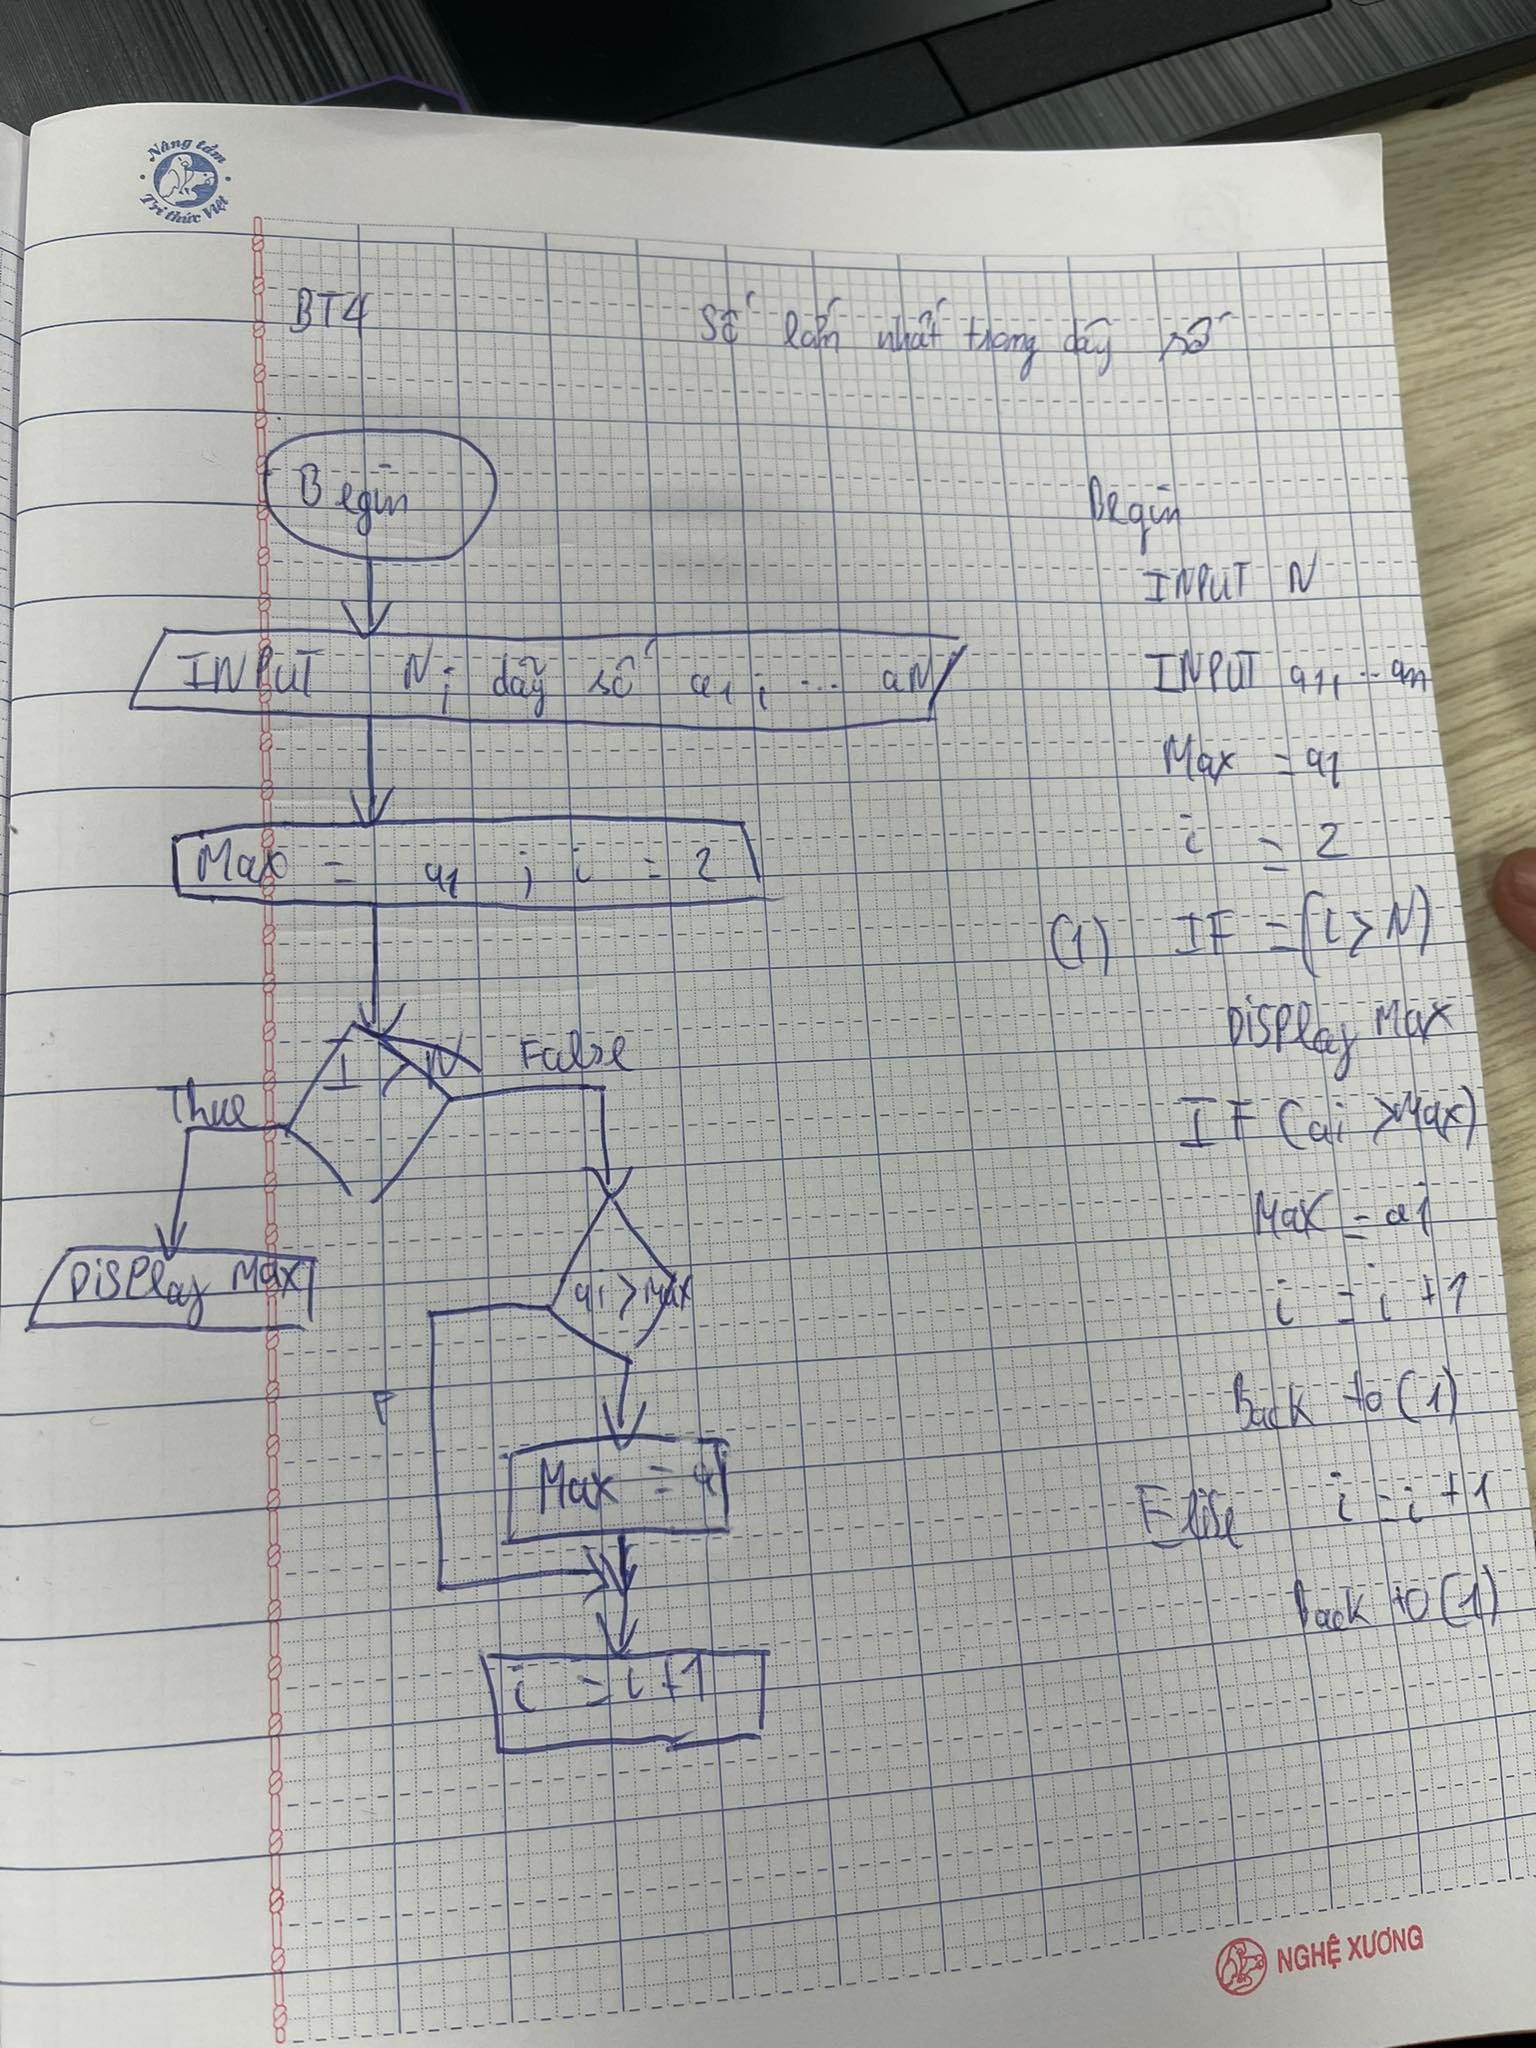 Nâng tầm
Tri thức Việt
BT4
Số lớn nhất trong dãy số
Begin
INPUT N; dãy số a1; ... aN
Max = a1; i = 2
I > N
True
False
Display Max
ai > Max
F
Max = ai
i = i + 1
Begin
INPUT N
INPUT a1, ... an
Max = a1
i = 2
(1) IF = (i > N)
Display Max
IF (ai > Max)
Max = ai
i = i + 1
Back to (1)
Else i = i + 1
Back to (1)
NGHỆ XƯƠNG